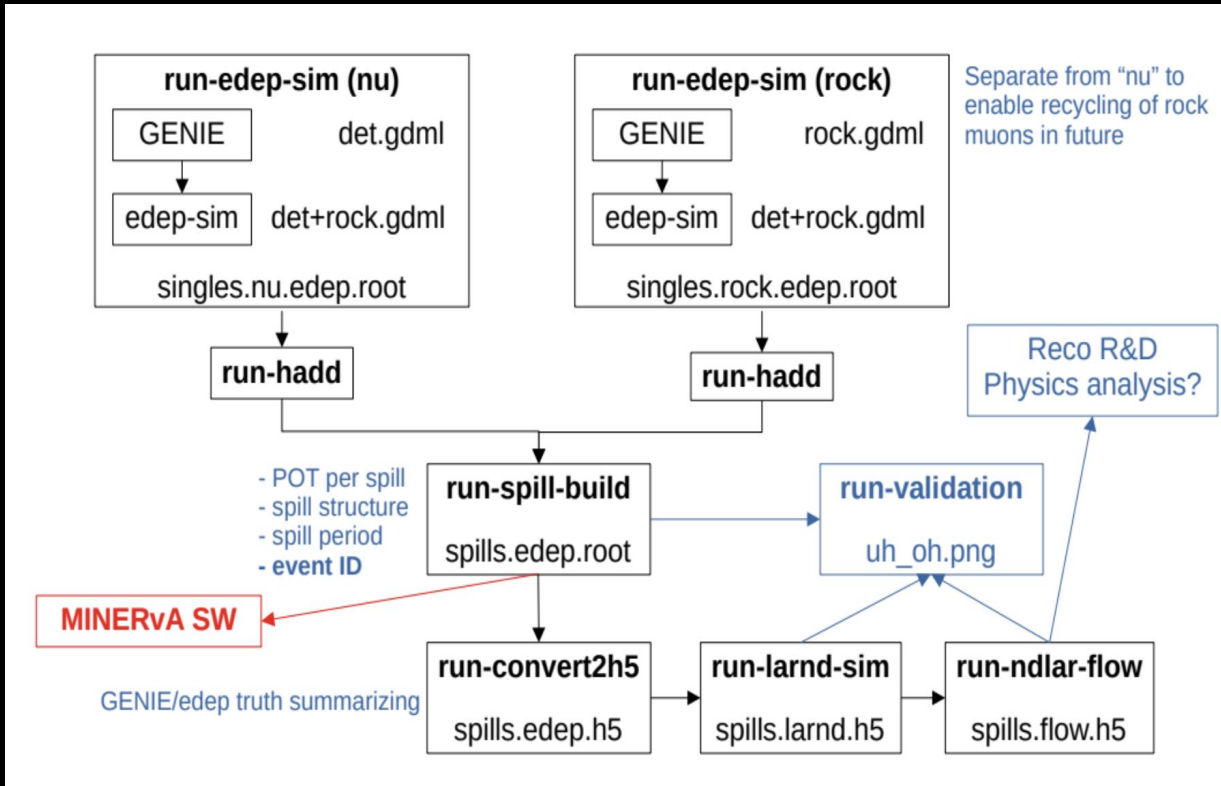 run-edep-sim (nu)
GENIE
det.gdml
edep-sim
det+rock.gdml
singles.nu.edep.root
run-edep-sim (rock)
GENIE
rock.gdml
edep-sim
det+rock.gdml
singles.rock.edep.root
Separate from “nu” to
enable recycling of rock
muons in future
run-hadd
run-hadd
Reco R&D
Physics analysis?
- POT per spill
- spill structure
- spill period
- event ID
run-spill-build
spills.edep.root
run-validation
uh_oh.png
MINERvA SW
GENIE/edep truth summarizing
run-convert2h5
spills.edep.h5
run-larnd-sim
spills.larnd.h5
run-ndlar-flow
spills.flow.h5